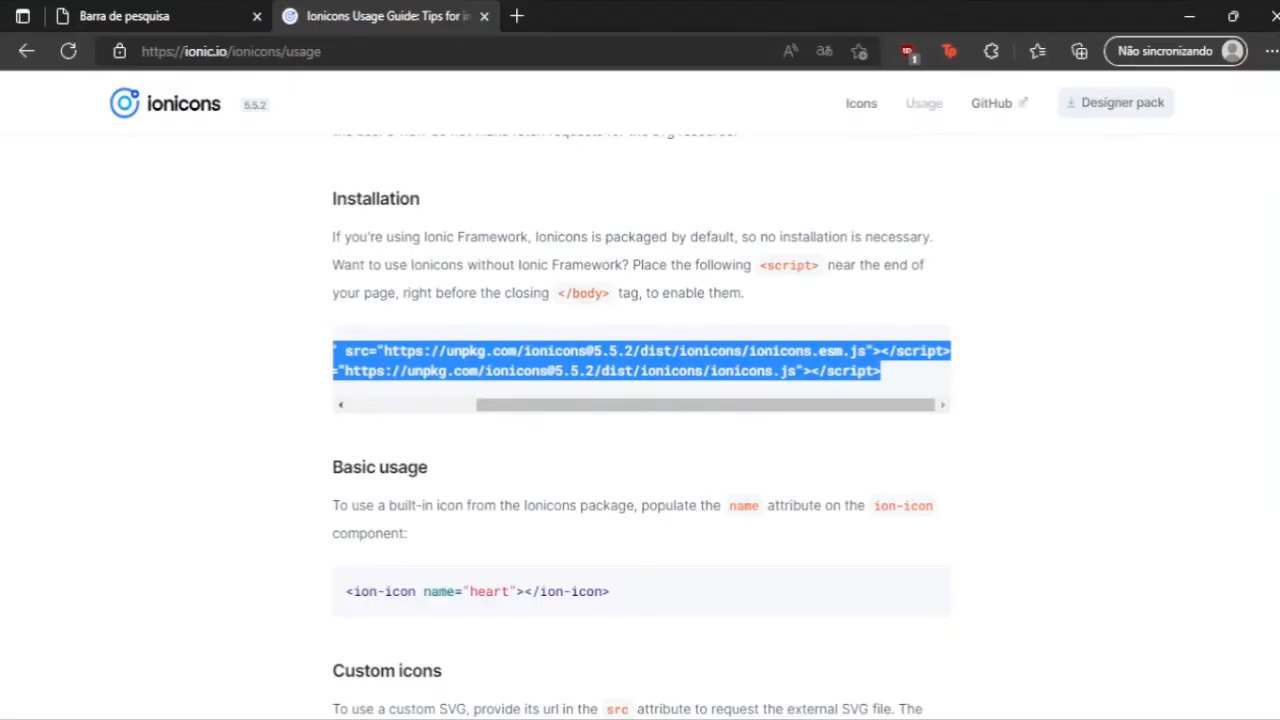 Barra de pesquisa
Ionicons Usage Guide: Tips for i
https://ionic.io/ionicons/usage
Não sincronizando
1
ionicons
5.5.2
Icons
Usage
GitHub
Designer pack
Installation
If you're using Ionic Framework, Ionicons is packaged by default, so no installation is necessary.
Want to use Ionicons without Ionic Framework? Place the following <script> near the end of
your page, right before the closing </body> tag, to enable them.
" src="https://unpkg.com/ionicons@5.5.2/dist/ionicons/ionicons.esm.js"></script>
="https://unpkg.com/ionicons@5.5.2/dist/ionicons/ionicons.js"></script>
Basic usage
To use a built-in icon from the Ionicons package, populate the name attribute on the ion-icon
component:
<ion-icon name="heart"></ion-icon>
Custom icons
To use a custom SVG, provide its url in the src attribute to request the external SVG file. The